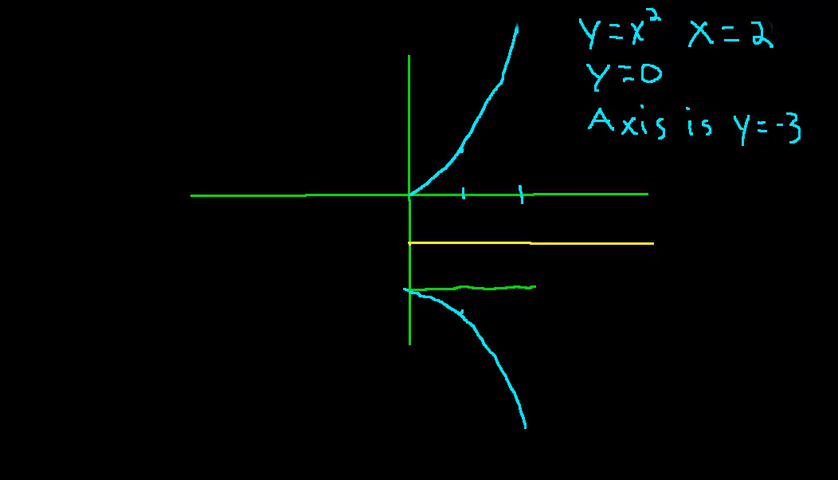 y = x² x = 2
y = 0
Axis is y = -3